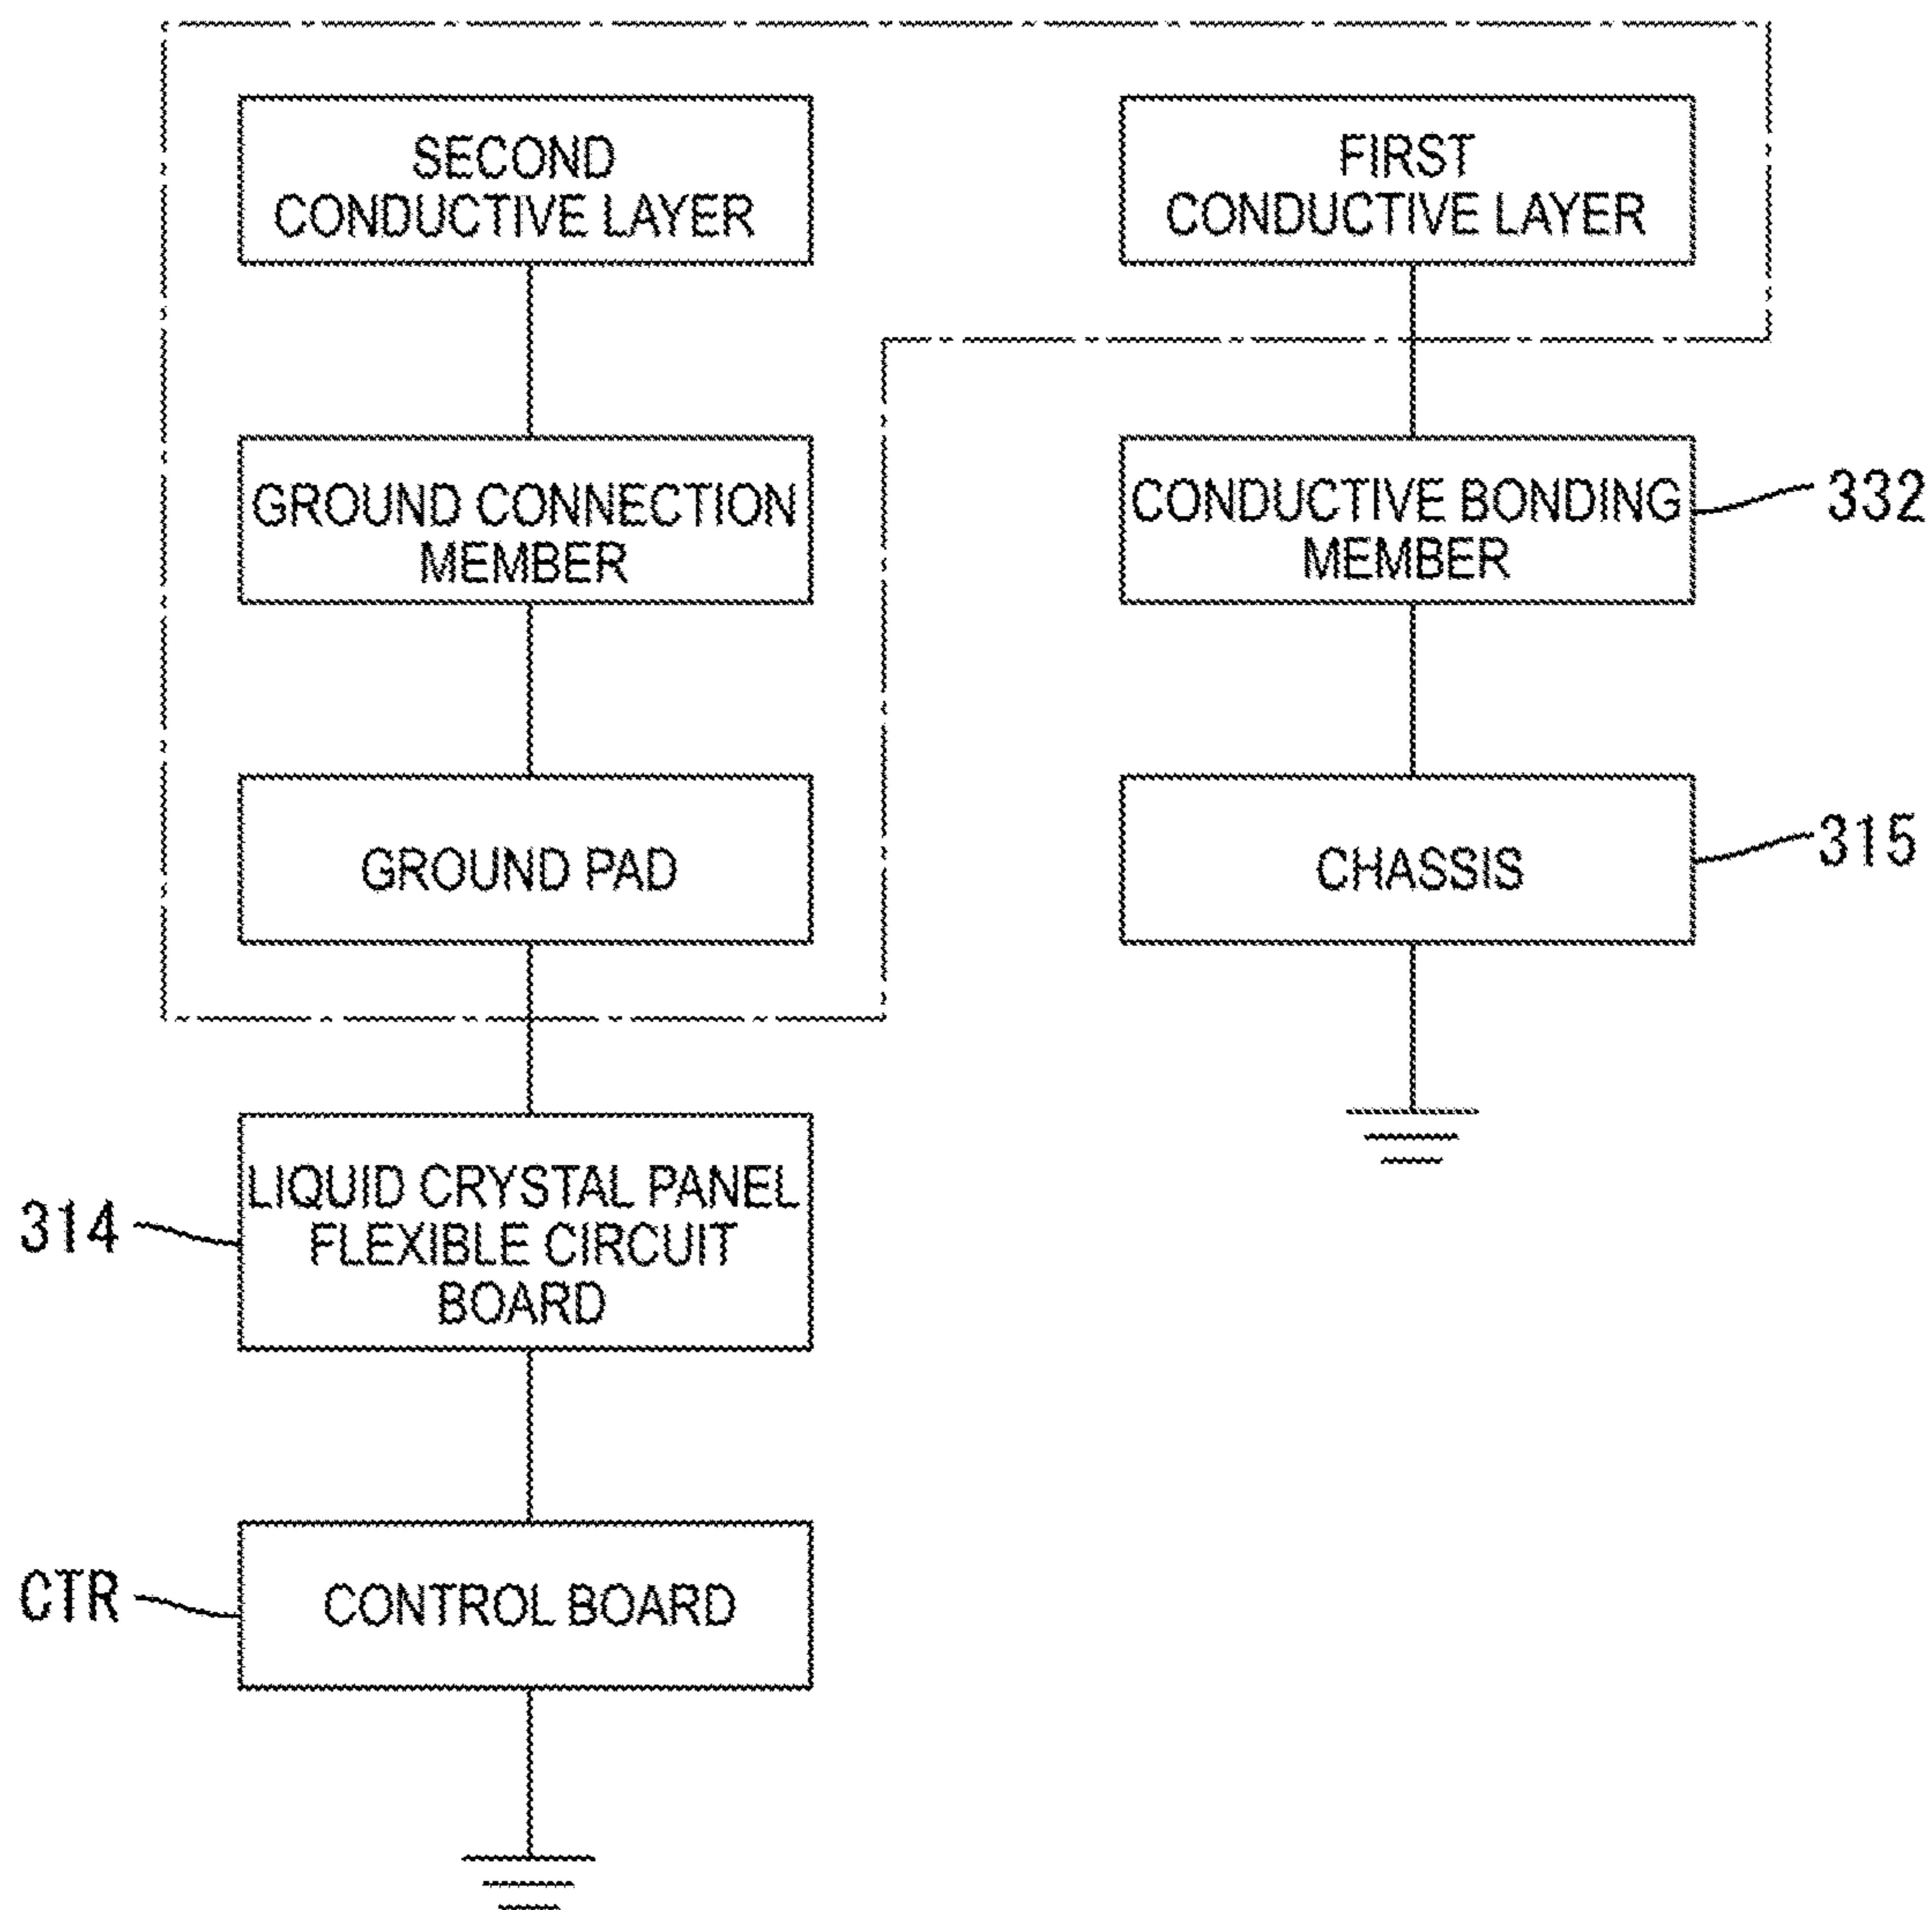 SECOND
CONDUCTIVE LAYER
FIRST
CONDUCTIVE LAYER
GROUND CONNECTION
MEMBER
CONDUCTIVE BONDING
MEMBER
332
GROUND PAD
CHASSIS
315
314
LIQUID CRYSTAL PANEL
FLEXIBLE CIRCUIT
BOARD
CTR
CONTROL BOARD